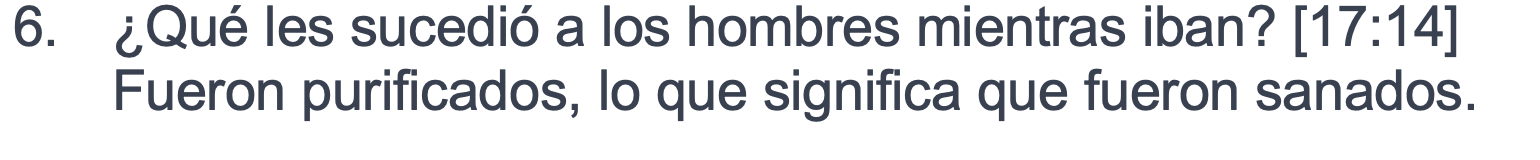 6. ¿Qué les sucedió a los hombres mientras iban? [17:14]
Fueron purificados, lo que significa que fueron sanados.